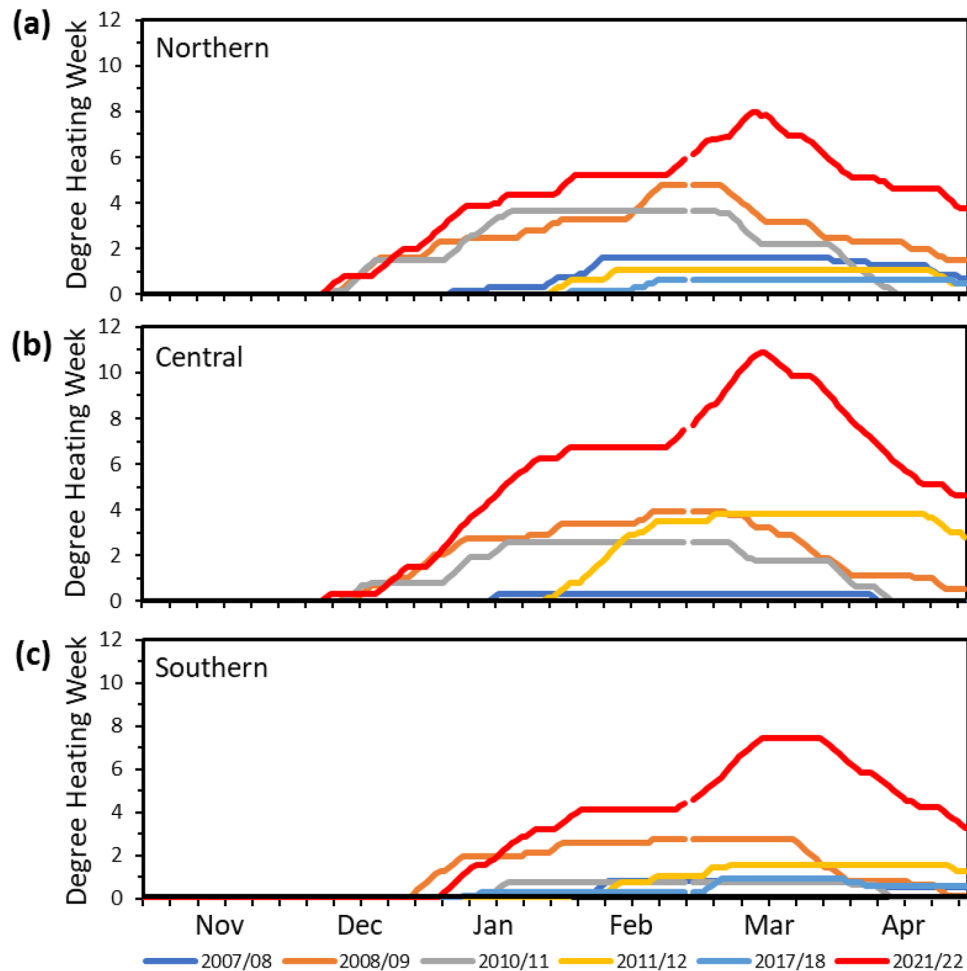 (a)
Northern
Degree Heating Week
12
10
8
6
4
2
0
(b)
Central
Degree Heating Week
12
10
8
6
4
2
0
(c)
Southern
Degree Heating Week
12
10
8
6
4
2
0
Nov Dec Jan Feb Mar Apr
2007/08 2008/09 2010/11 2011/12 2017/18 2021/22